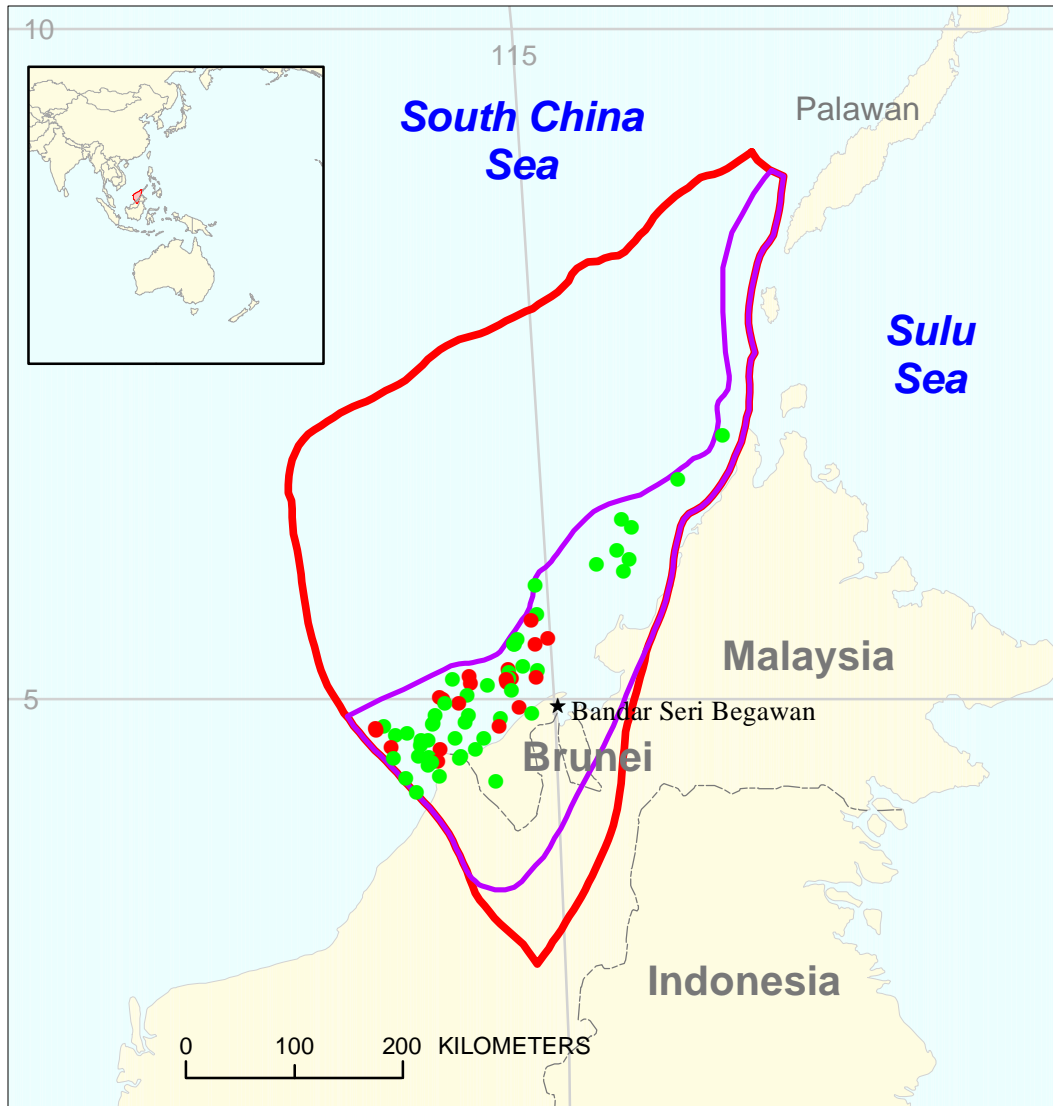 10
115
South China
Sea
Palawan
Sulu
Sea
Malaysia
5
Bandar Seri Begawan
Brunei
Indonesia
0 100 200 KILOMETERS